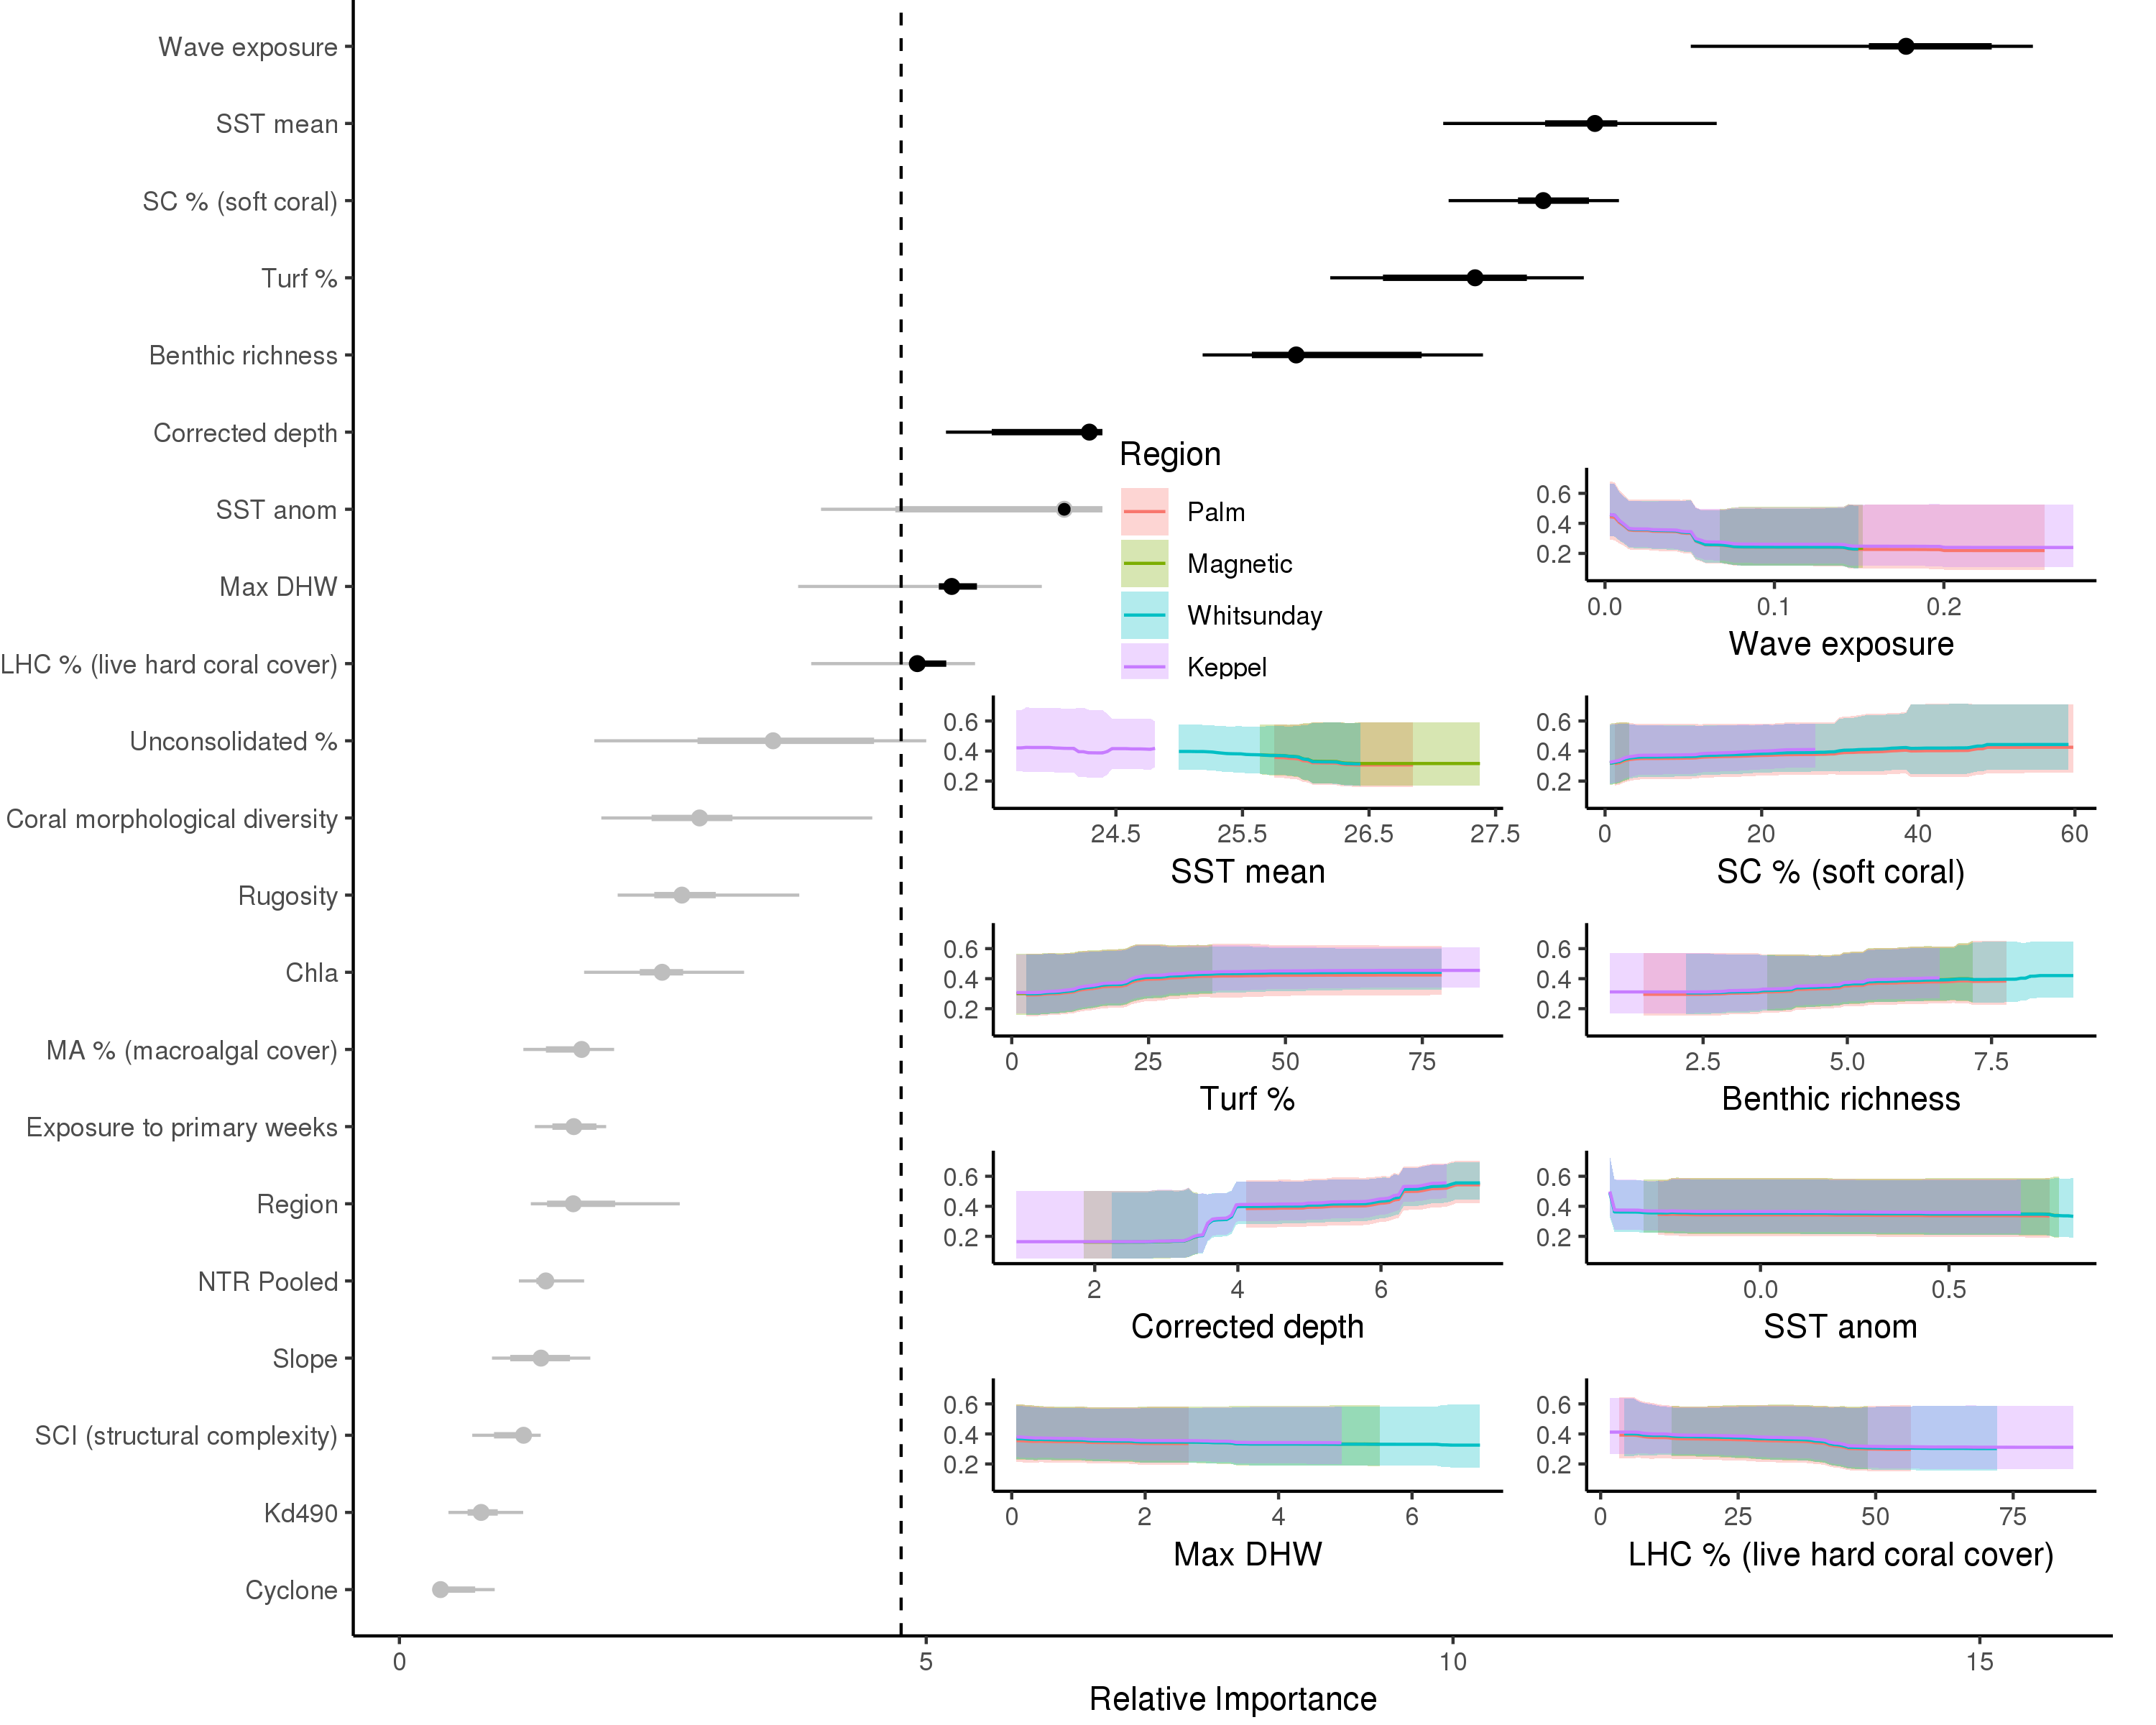 Wave exposure
SST mean
SC % (soft coral)
Turf %
Benthic richness
Corrected depth
SST anom
Max DHW
LHC % (live hard coral cover)
Unconsolidated %
Coral morphological diversity
Rugosity
Chla
MA % (macroalgal cover)
Exposure to primary weeks
Region
NTR Pooled
Slope
SCI (structural complexity)
Kd490
Cyclone
0 5 10 15
Relative Importance
Region
Palm
Magnetic
Whitsunday
Keppel
0.6
0.4
0.2
0.0 0.1 0.2
Wave exposure
0.6
0.4
0.2
24.5 25.5 26.5 27.5
SST mean
0.6
0.4
0.2
0 20 40 60
SC % (soft coral)
0.6
0.4
0.2
0 25 50 75
Turf %
0.6
0.4
0.2
2.5 5.0 7.5
Benthic richness
0.6
0.4
0.2
2 4 6
Corrected depth
0.6
0.4
0.2
0.0 0.5
SST anom
0.6
0.4
0.2
0 2 4 6
Max DHW
0.6
0.4
0.2
0 25 50 75
LHC % (live hard coral cover)